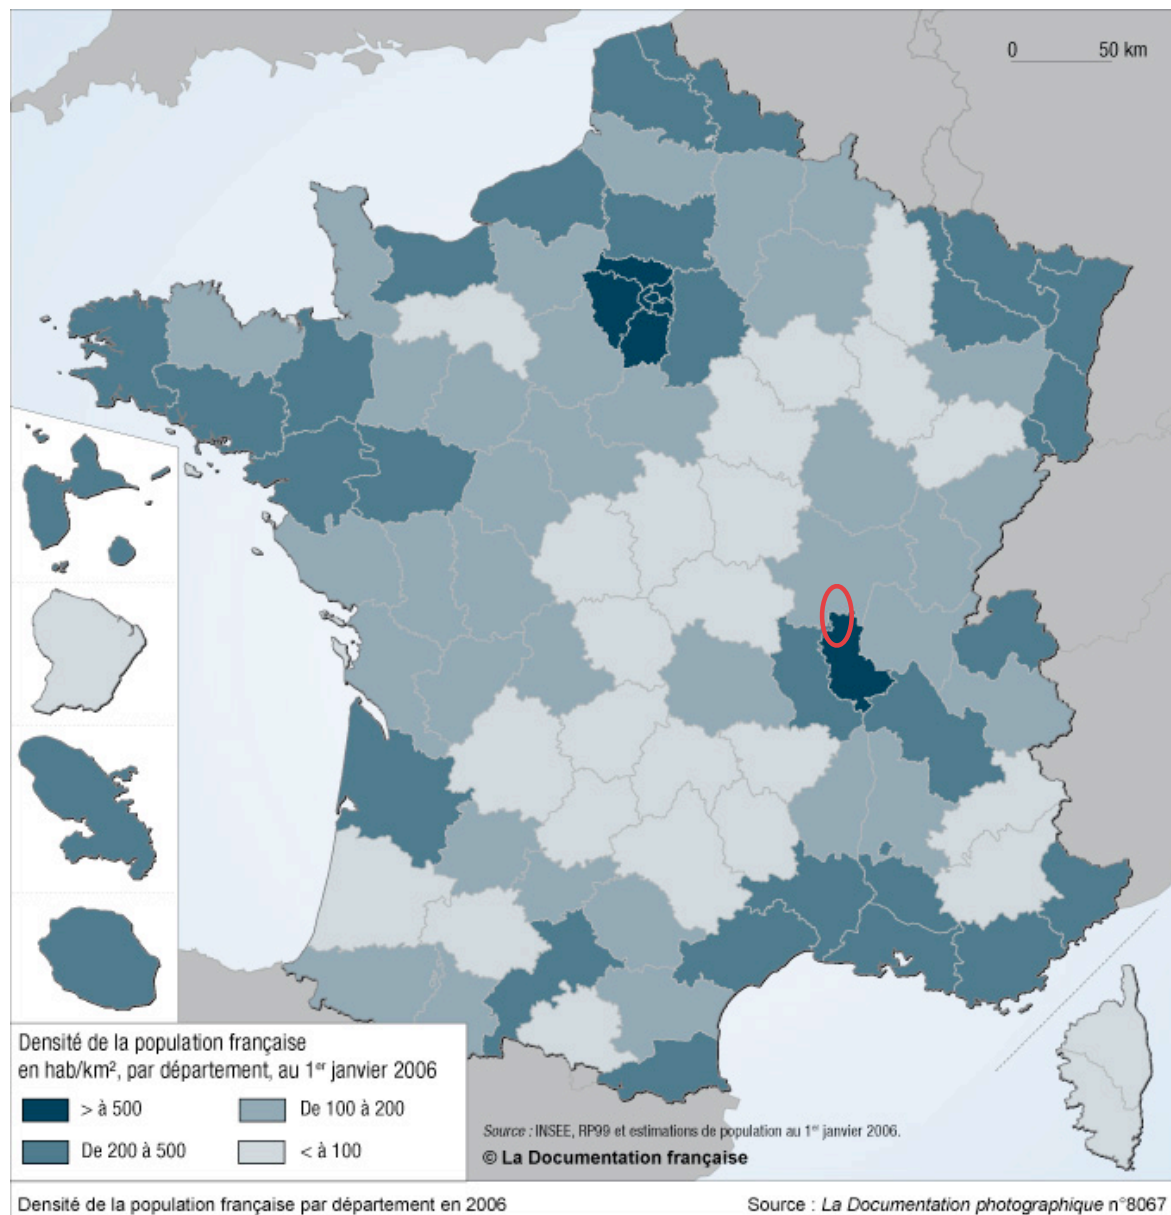 0 50 km
Densité de la population française
en hab/km², par département, au 1er janvier 2006
> à 500
De 100 à 200
De 200 à 500
< à 100
Source : INSEE, RP99 et estimations de population au 1er janvier 2006.
© La Documentation française
Densité de la population française par département en 2006
Source : La Documentation photographique n°8067